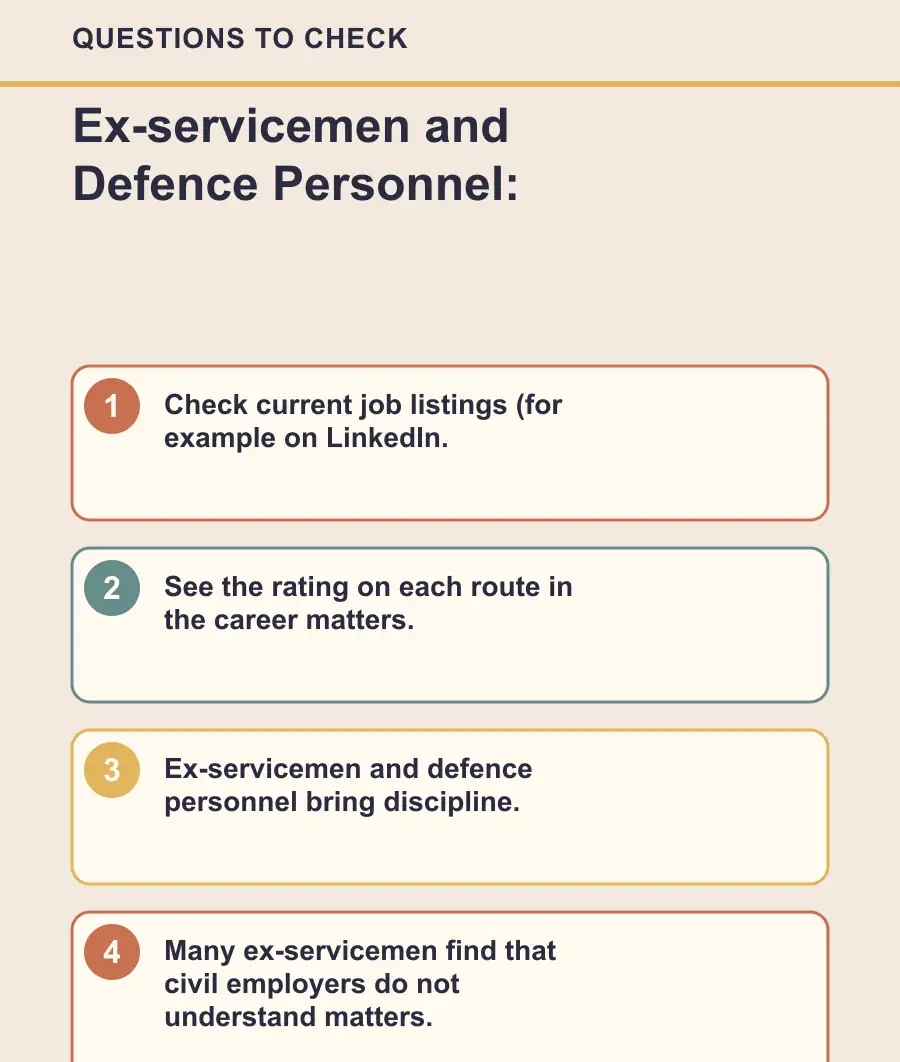 QUESTIONS TO CHECK
Ex-servicemen and
Defence Personnel:
1
Check current job listings (for
example on LinkedIn.
2
See the rating on each route in
the career matters.
3
Ex-servicemen and defence
personnel bring discipline.
4
Many ex-servicemen find that
civil employers do not
understand matters.